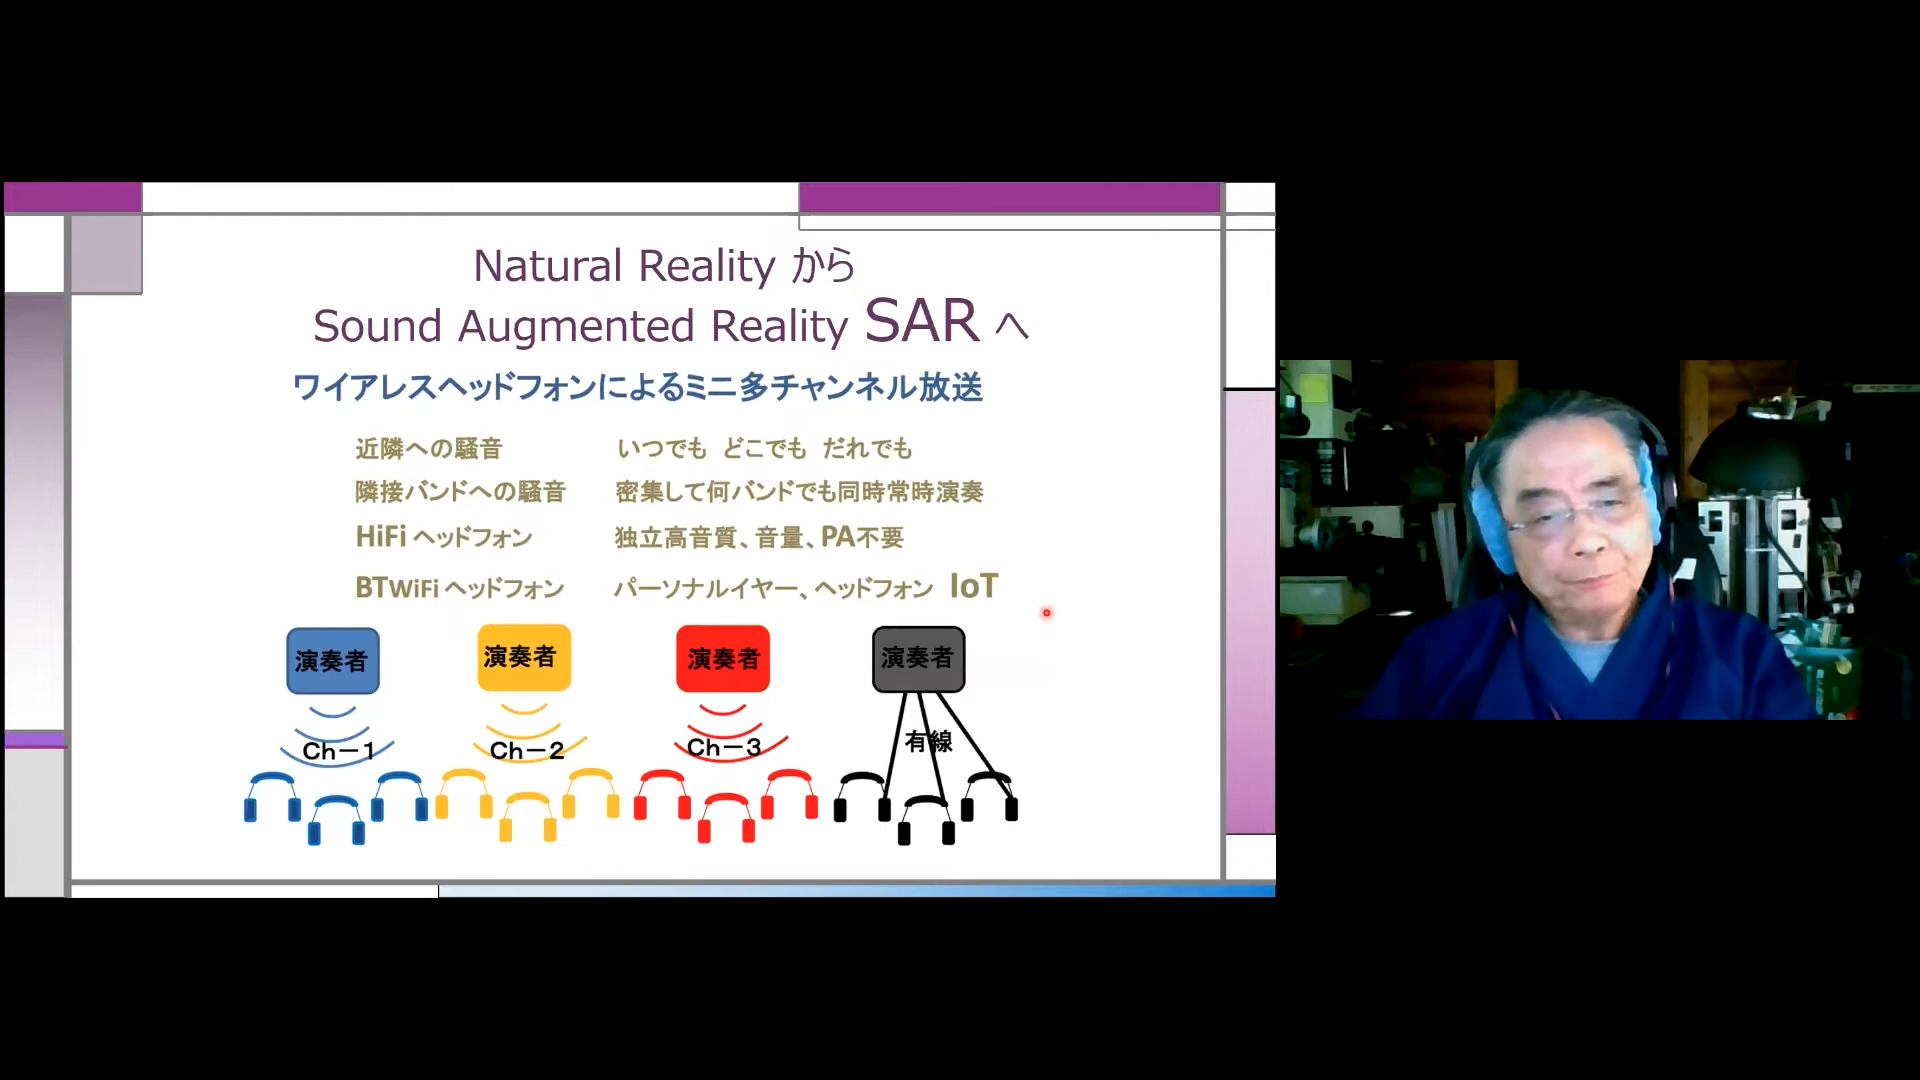 Natural Reality から
Sound Augmented Reality SAR へ
ワイアレスヘッドフォンによるミニ多チャンネル放送
近隣への騒音 いつでも どこでも だれでも
隣接バンドへの騒音 密集して何バンドでも同時常時演奏
HiFi ヘッドフォン 独立高音質、音量、PA不要
BTWiFi ヘッドフォン パーソナルイヤー、ヘッドフォン IoT
演奏者 演奏者 演奏者 演奏者
Ch－1 Ch－2 Ch－3 有線